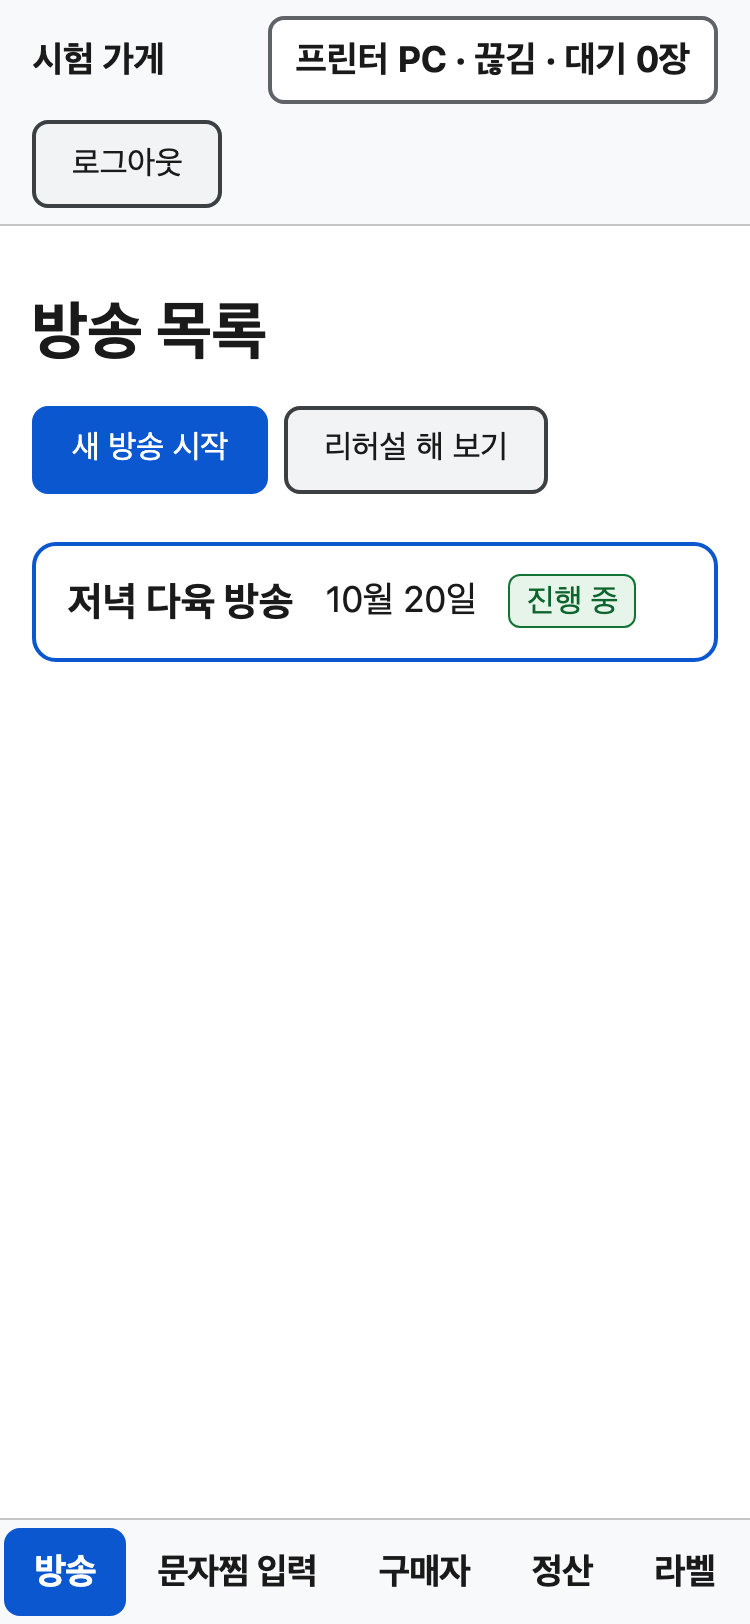 시험 가게
프린터 PC · 끊김 · 대기 0장
로그아웃
방송 목록
새 방송 시작
리허설 해 보기
저녁 다육 방송 10월 20일 진행 중
방송 문자찜 입력 구매자 정산 라벨